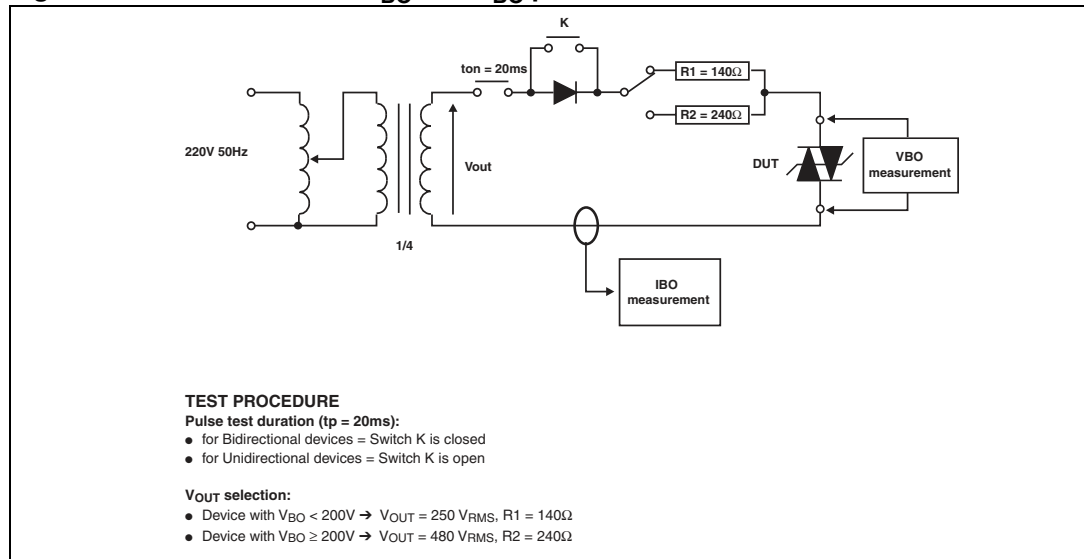 K
ton = 20ms
R1 = 140Ω
R2 = 240Ω
220V 50Hz
Vout
DUT
VBO
measurement
1/4
IBO
measurement
TEST PROCEDURE
Pulse test duration (tp = 20ms):
● for Bidirectional devices = Switch K is closed
● for Unidirectional devices = Switch K is open
VOUT selection:
● Device with VBO < 200V ➔ VOUT = 250 VRMS, R1 = 140Ω
● Device with VBO ≥ 200V ➔ VOUT = 480 VRMS, R2 = 240Ω